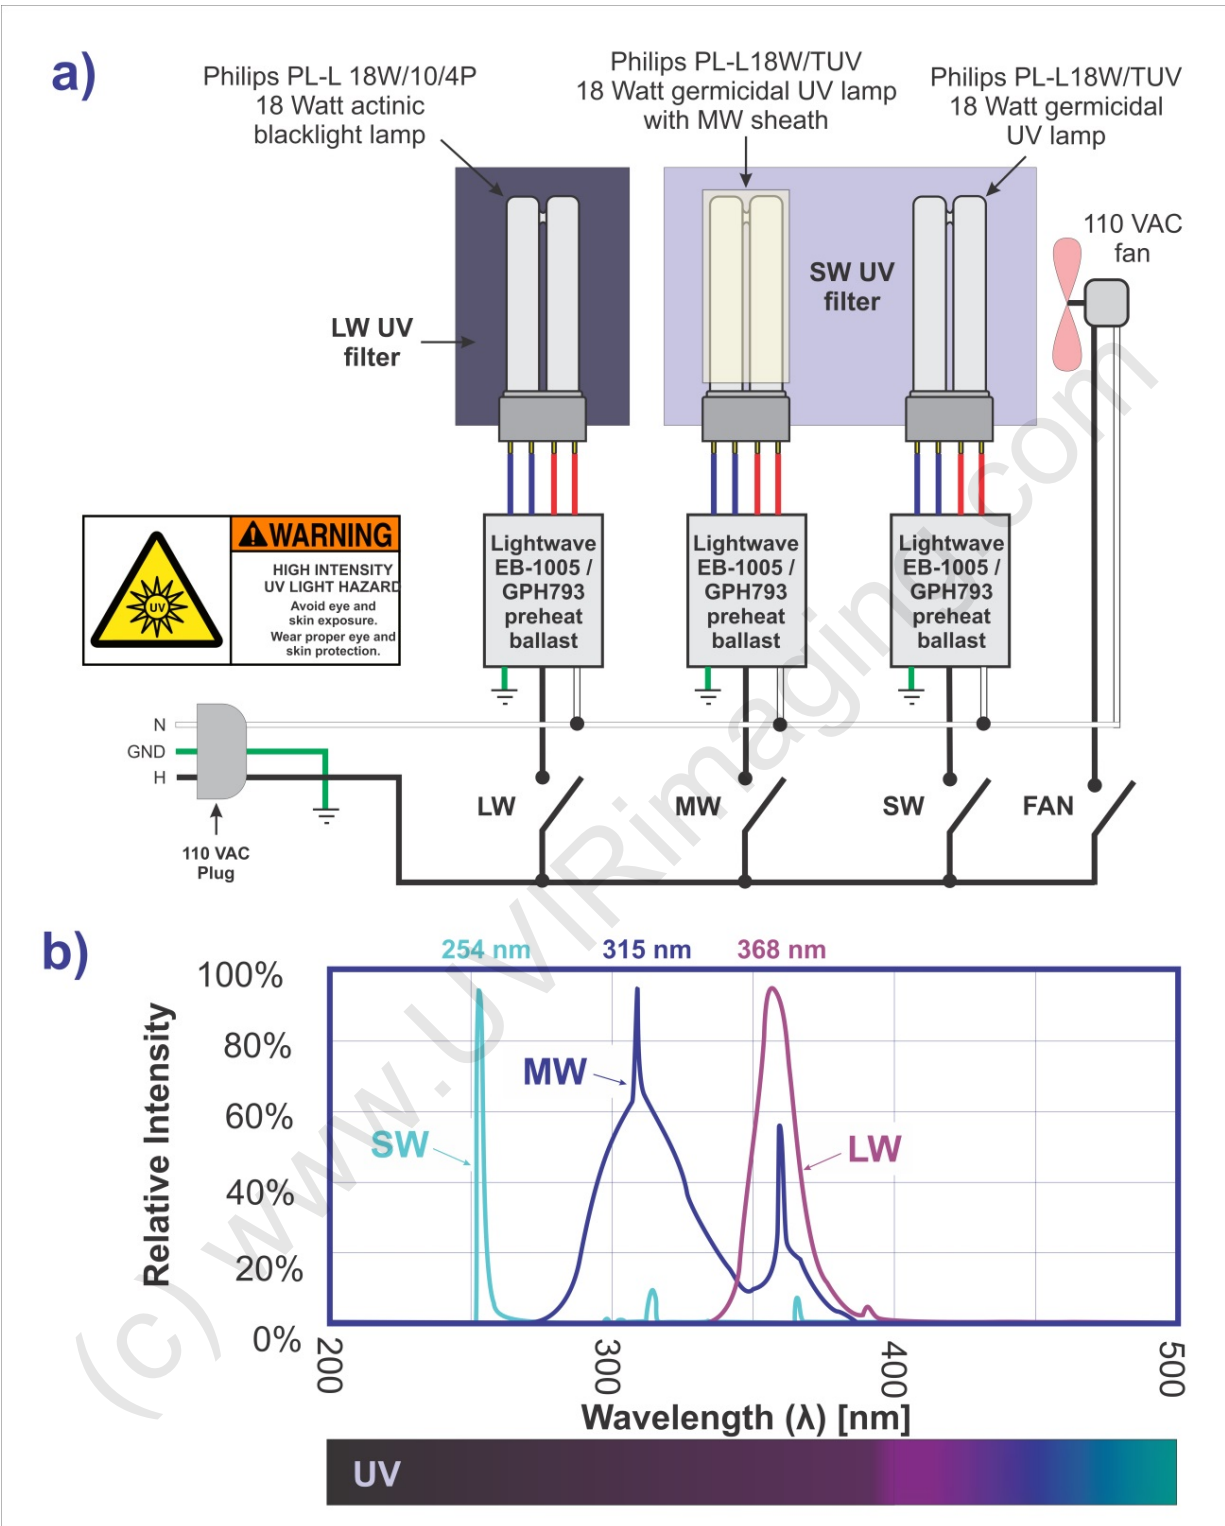 a)
Philips PL-L 18W/10/4P
18 Watt actinic
blacklight lamp
Philips PL-L18W/TUV
18 Watt germicidal UV lamp
with MW sheath
Philips PL-L18W/TUV
18 Watt germicidal
UV lamp
110 VAC
fan
LW UV
filter
SW UV
filter
Lightwave
EB-1005 /
GPH793
preheat
ballast
Lightwave
EB-1005 /
GPH793
preheat
ballast
Lightwave
EB-1005 /
GPH793
preheat
ballast
UV
WARNING
HIGH INTENSITY
UV LIGHT HAZARD
Avoid eye and
skin exposure.
Wear proper eye and
skin protection.
N
GND
H
110 VAC
Plug
LW
MW
SW
FAN
b)
254 nm
315 nm
368 nm
100%
80%
60%
40%
20%
0%
Relative Intensity
SW
MW
LW
200
300
400
500
Wavelength (λ) [nm]
UV
(c) www.UVIRimaging.com